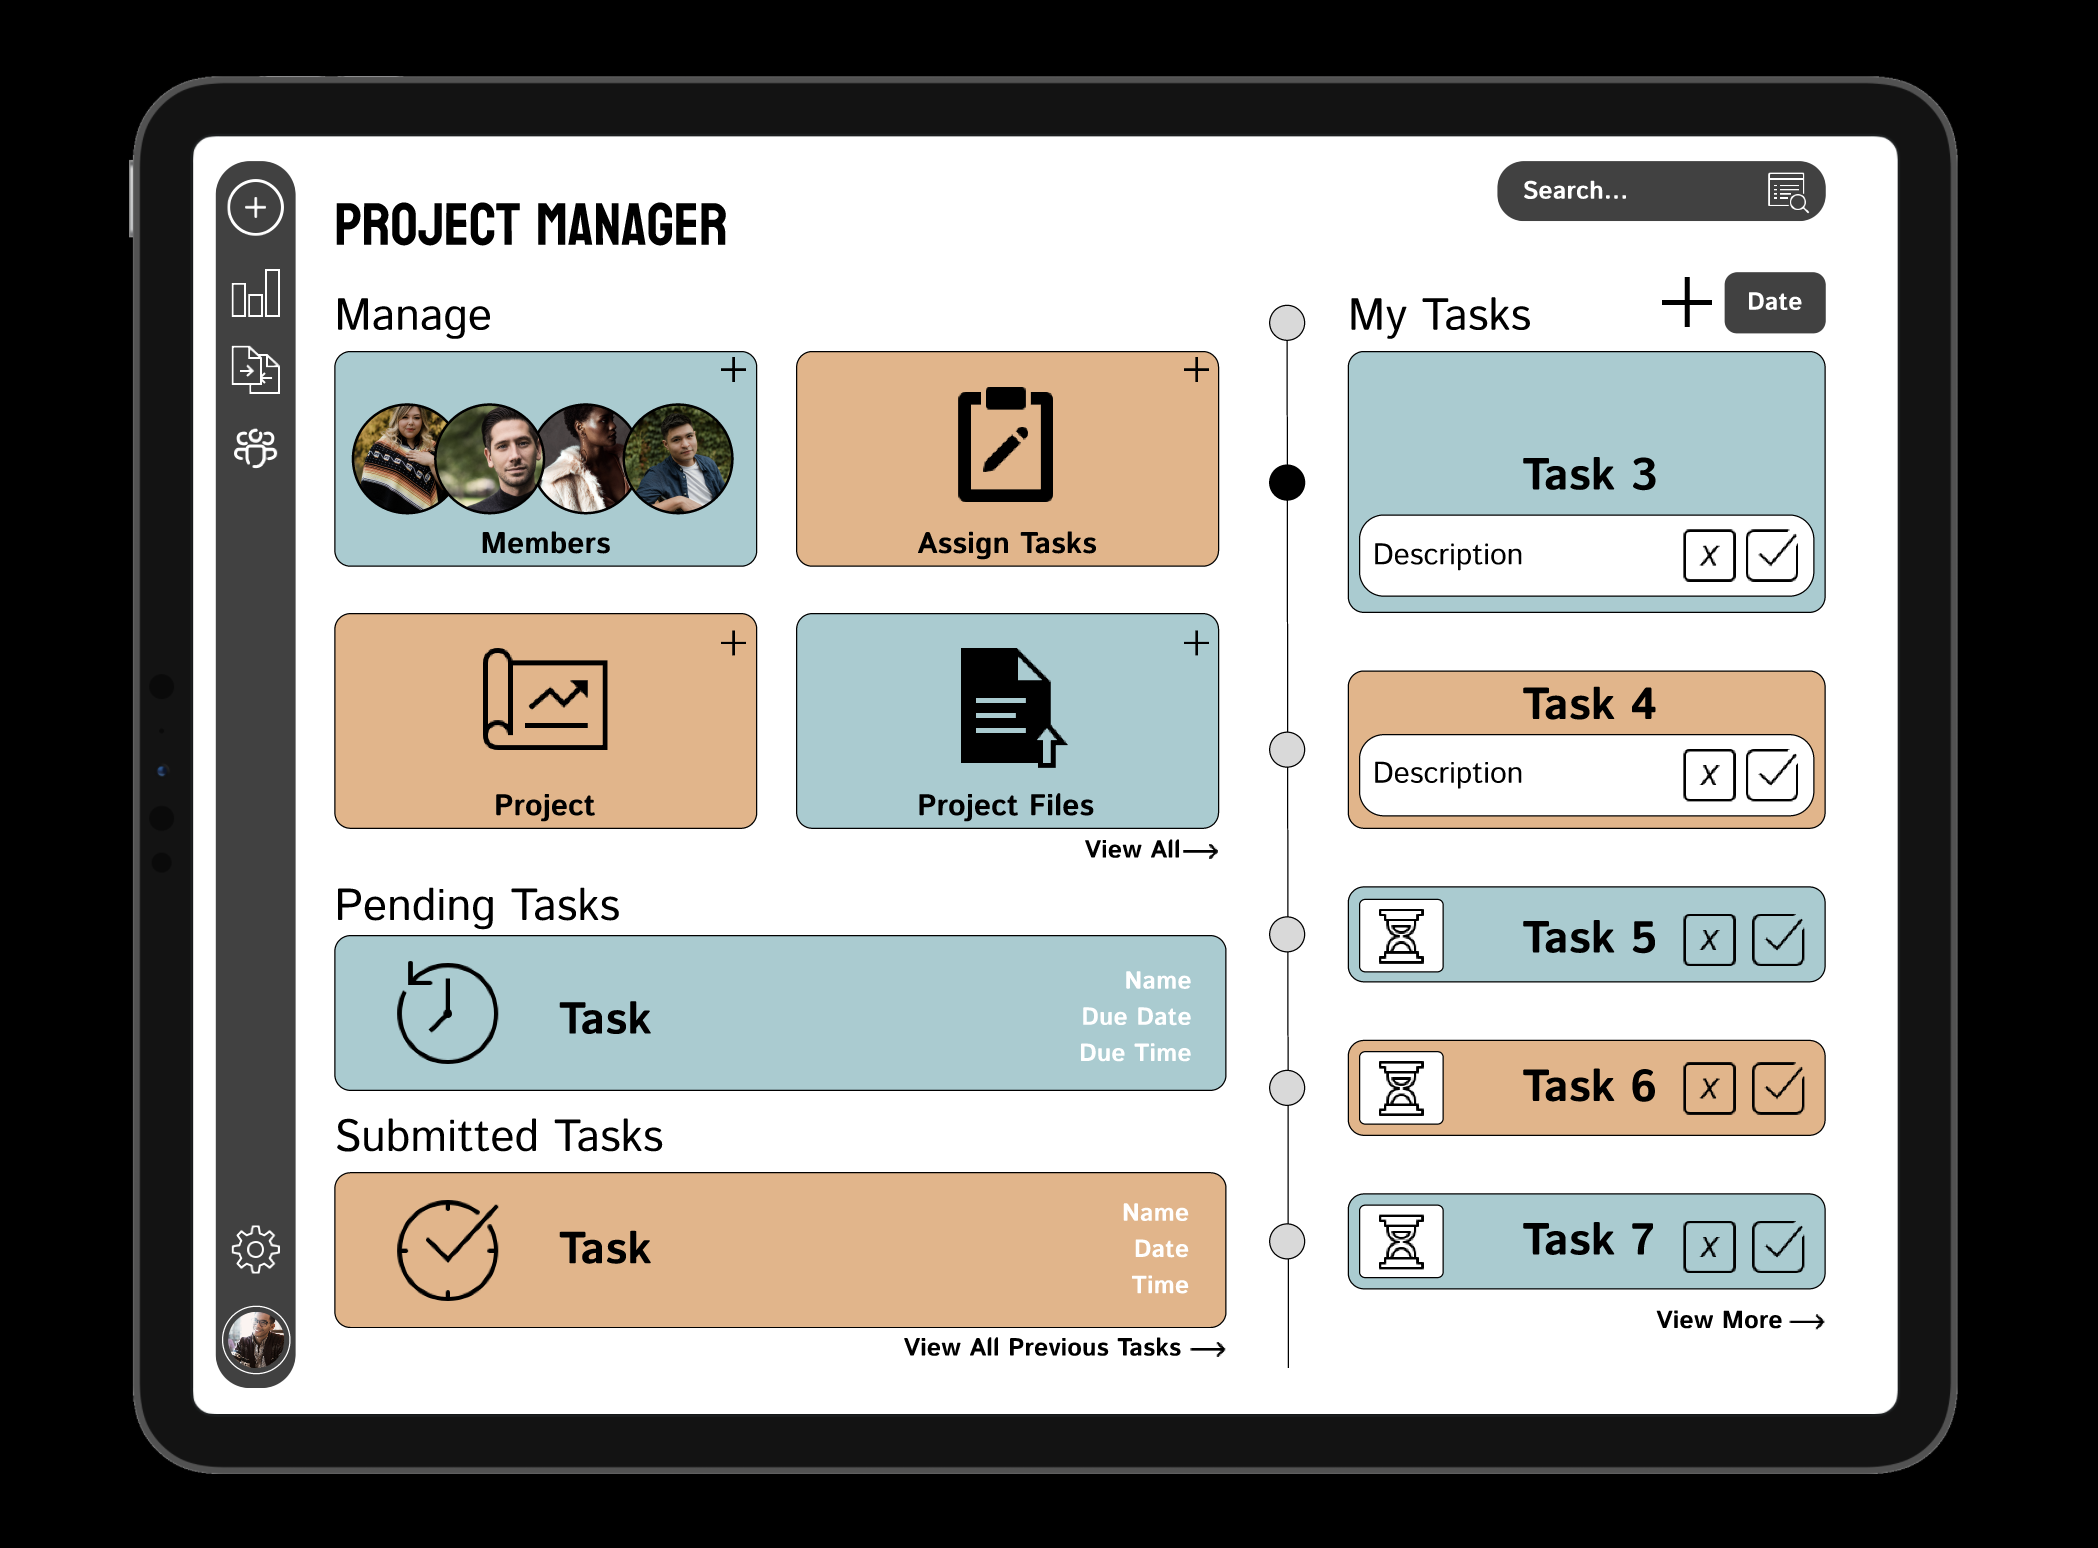 PROJECT MANAGER
Search...
Manage
Members
Assign Tasks
Project
Project Files
View All
Pending Tasks
Task
Name
Due Date
Due Time
Submitted Tasks
Task
Name
Date
Time
View All Previous Tasks
My Tasks
Date
Task 3
Description
X
Task 4
Description
X
Task 5
X
Task 6
X
Task 7
X
View More